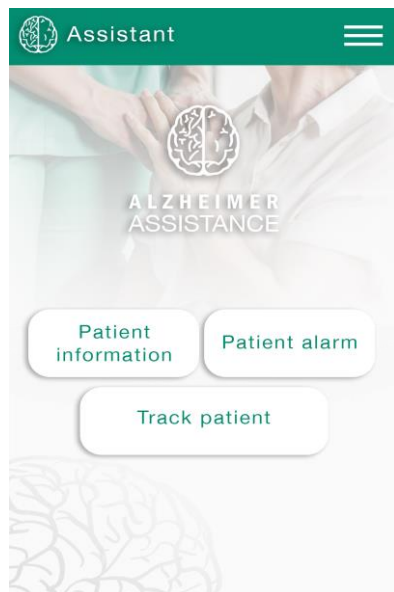 Assistant
ALZHEIMER
ASSISTANCE
Patient
information
Patient alarm
Track patient